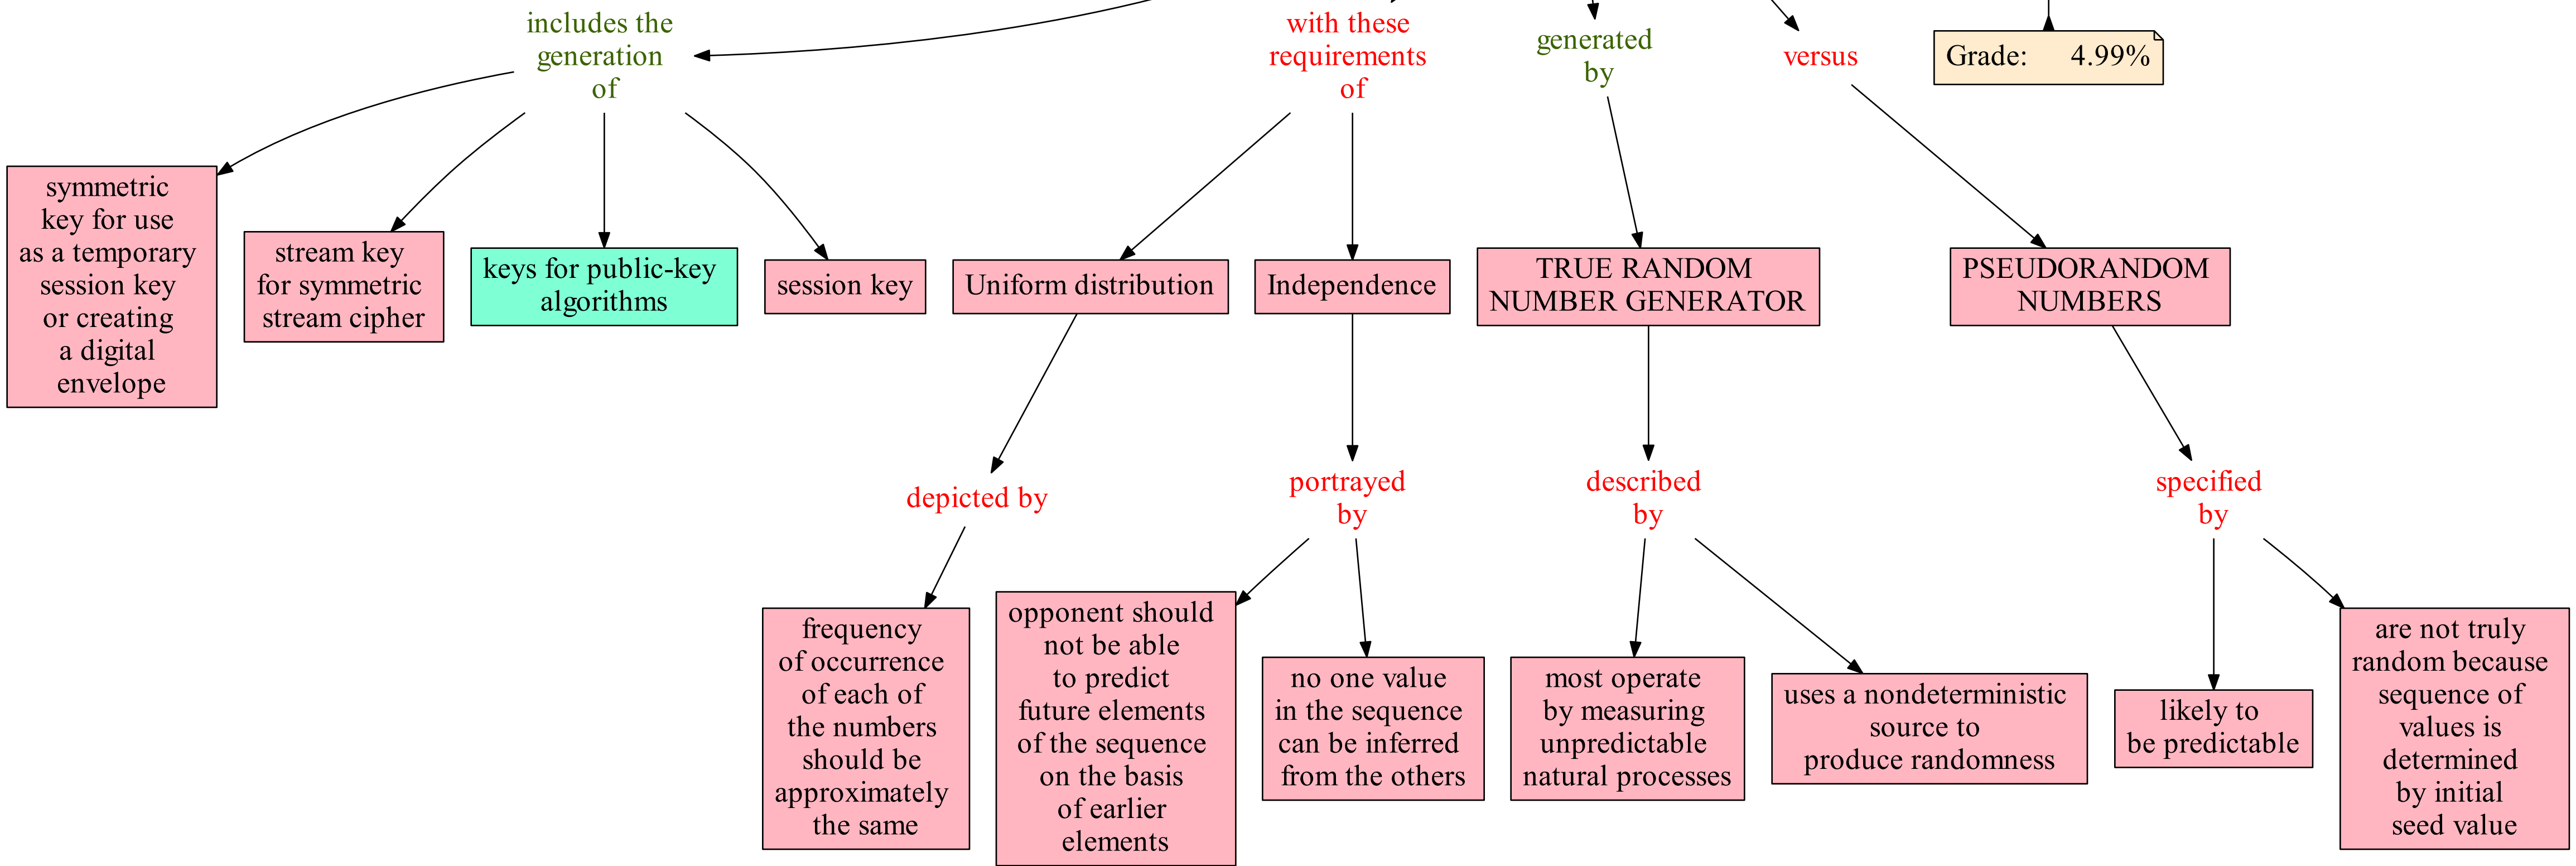 includes the
generation
of
with these
requirements
of
generated
by
versus
Grade: 4.99%
symmetric
key for use
as a temporary
session key
or creating
a digital
envelope
stream key
for symmetric
stream cipher
keys for public-key
algorithms
session key
Uniform distribution
Independence
TRUE RANDOM
NUMBER GENERATOR
PSEUDORANDOM
NUMBERS
depicted by
portrayed
by
described
by
specified
by
frequency
of occurrence
of each of
the numbers
should be
approximately
the same
opponent should
not be able
to predict
future elements
of the sequence
on the basis
of earlier
elements
no one value
in the sequence
can be inferred
from the others
most operate
by measuring
unpredictable
natural processes
uses a nondeterministic
source to
produce randomness
likely to
be predictable
are not truly
random because
sequence of
values is
determined
by initial
seed value